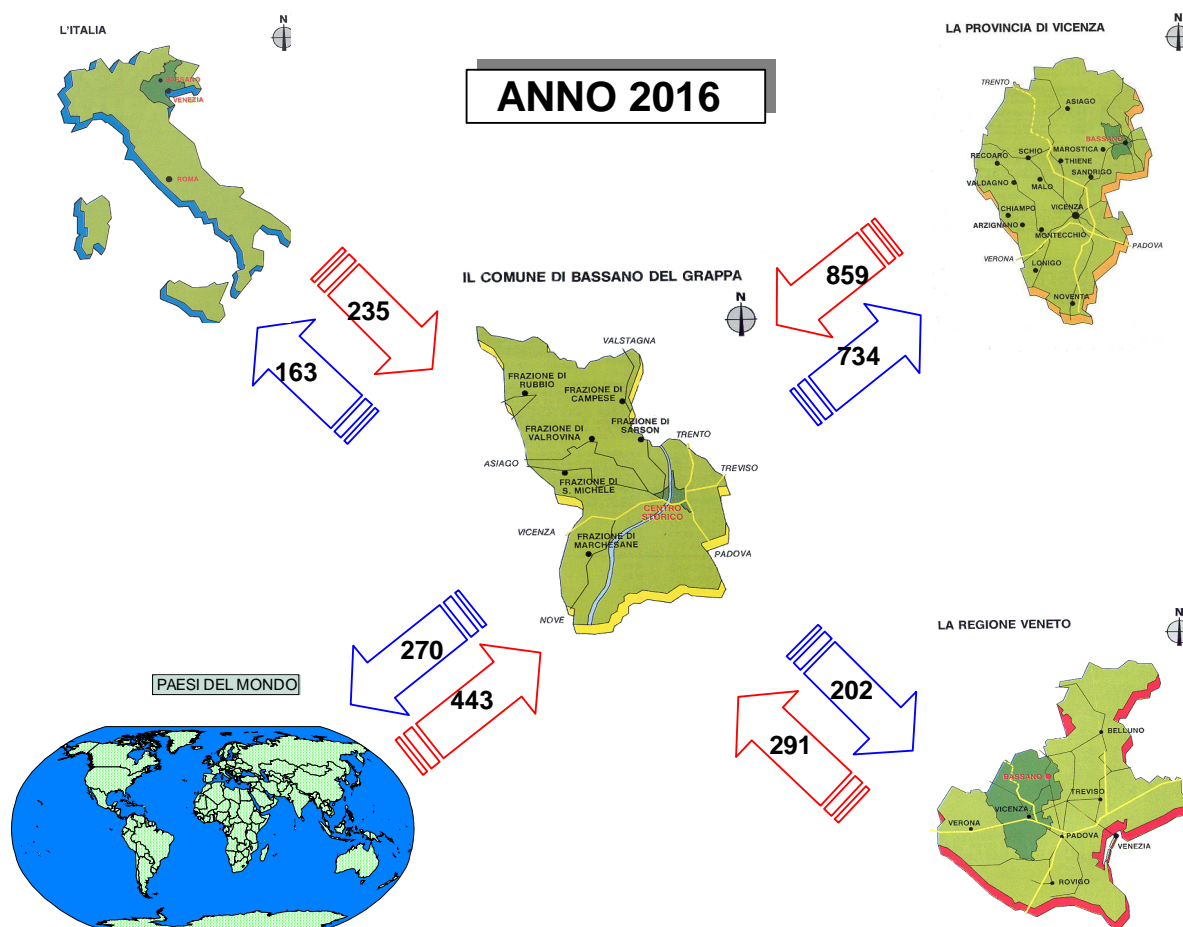 L'ITALIA
N
BASSANO
VENEZIA
ROMA
ANNO 2016
LA PROVINCIA DI VICENZA
N
TRENTO
ASIAGO
BASSANO
MAROSTICA
SCHIO
THIENE
RECOARO
SANDRIGO
VALDAGNO
MALO
CHIAMPO
VICENZA
ARZIGNANO
MONTECCHIO
PADOVA
VERONA
LONIGO
NOVENTA
235
163
859
734
IL COMUNE DI BASSANO DEL GRAPPA
N
VALSTAGNA
FRAZIONE DI
RUBBIO
FRAZIONE DI
CAMPESE
FRAZIONE DI
SARSON
FRAZIONE DI
VALROVINA
TRENTO
ASIAGO
TREVISO
FRAZIONE DI
S. MICHELE
CENTRO
STORICO
VICENZA
FRAZIONE DI
MARCHESANE
PADOVA
NOVE
270
443
202
291
PAESI DEL MONDO
LA REGIONE VENETO
N
BELLUNO
BASSANO
TREVISO
VICENZA
VERONA
PADOVA
VENEZIA
ROVIGO